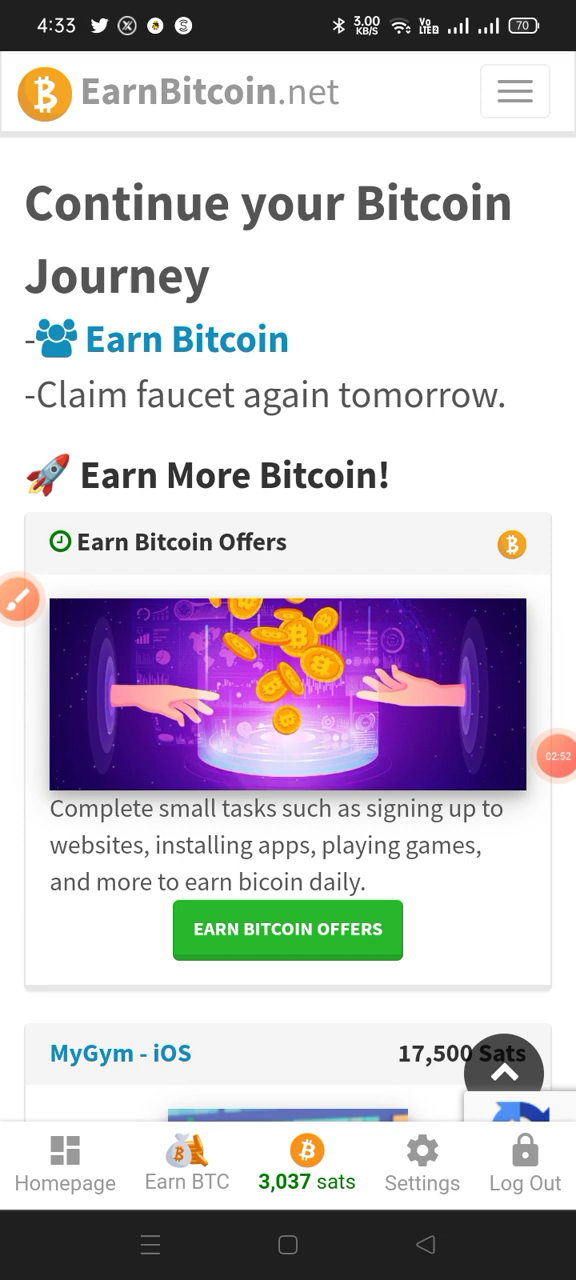 4:33
3.00
KB/S
Vo
LTE2
70
EarnBitcoin.net
Continue your Bitcoin
Journey
- Earn Bitcoin
-Claim faucet again tomorrow.
🚀 Earn More Bitcoin!
Earn Bitcoin Offers
02:52
Complete small tasks such as signing up to
websites, installing apps, playing games,
and more to earn bicoin daily.
EARN BITCOIN OFFERS
MyGym - iOS 17,500 Sats
Homepage Earn BTC 3,037 sats Settings Log Out